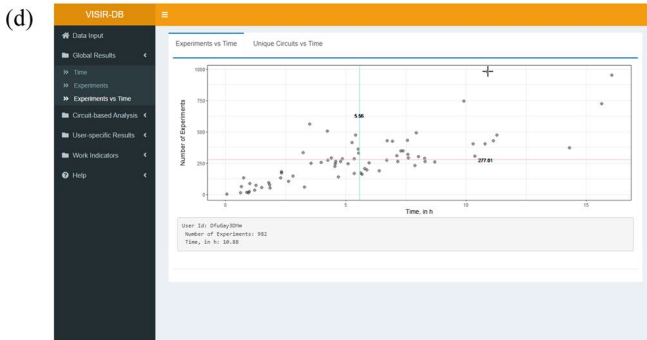 (d)
VISIR-DB
Data Input
Global Results
Time
Experiments
Experiments vs Time
Circuit-based Analysis
User-specific Results
Work Indicators
Help
Experiments vs Time Unique Circuits vs Time
Number of Experiments
1000
750
500
250
0
5.56
277.01
0 5 10 15
Time, in h
User Id: DfuGay3DMe
Number of Experiments: 982
Time, in h: 10.88